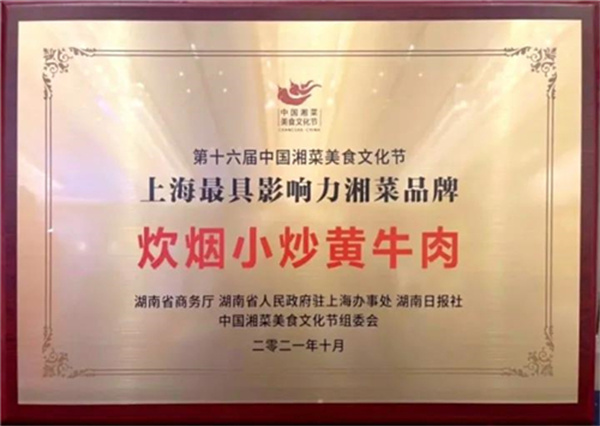 中国湘菜
美食文化节
第十六届中国湘菜美食文化节
上海最具影响力湘菜品牌
炊烟小炒黄牛肉
湖南省商务厅 湖南省人民政府驻上海办事处 湖南日报社
中国湘菜美食文化节组委会
二零二一年十月